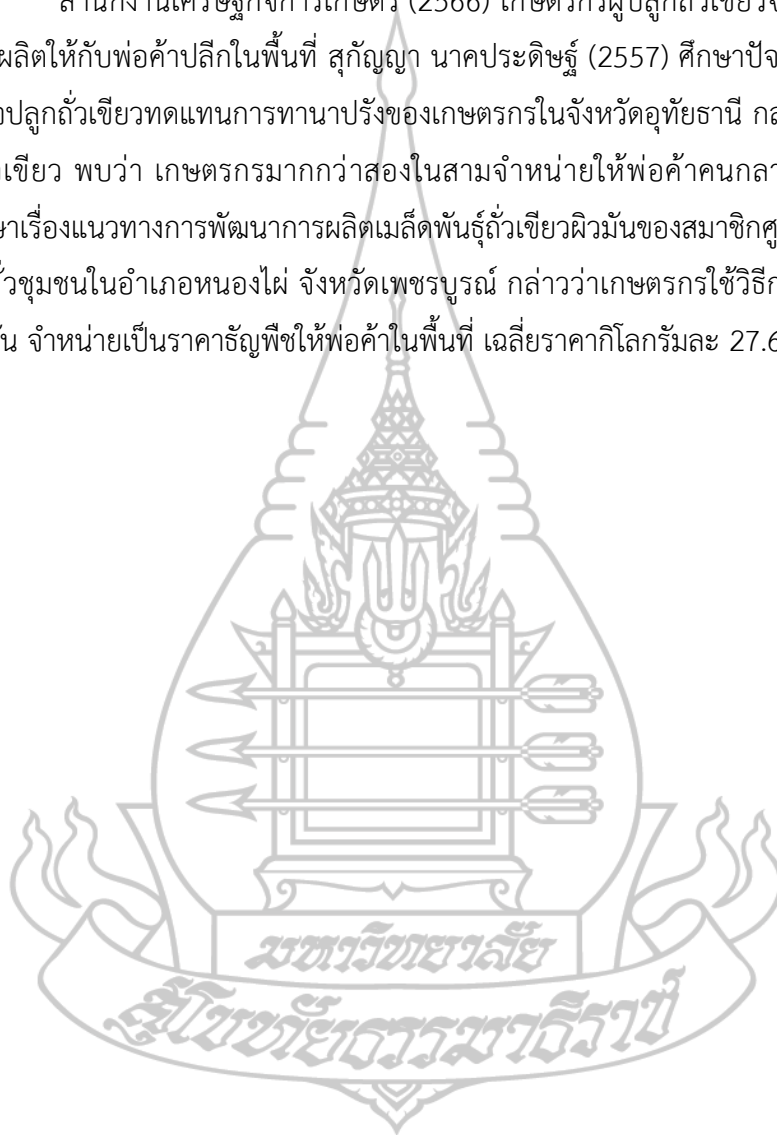 สำนักงานเศรษฐกิจการเกษตร (2566) เกษตรกรผู้ปลูกถั่วเขียว
ผลิตให้กับพ่อค้าปลีกในพื้นที่ สุกัญญา นาคประดิษฐ์ (2557) ศึกษา
ปลูกถั่วเขียวทดแทนการทานาปรังของเกษตรกรในจังหวัดอุทัยธานี
เขียว พบว่า เกษตรกรมากกว่าสองในสามจำหน่ายให้พ่อค้าคนกลา
าเรื่องแนวทางการพัฒนาการผลิตเมล็ดพันธุ์ถั่วเขียวผิวมันของสมาชิกศู
ชุมชนในอำเภอหนองไผ่ จังหวัดเพชรบูรณ์ กล่าวว่าเกษตรกรใช้วิธีก
ัน จำหน่ายเป็นราคาธัญพืชให้พ่อค้าในพื้นที่ เฉลี่ยราคากิโลกรัมละ 27.6
มหาวิทยาลัย
สุโขทัยธรรมาธิราช